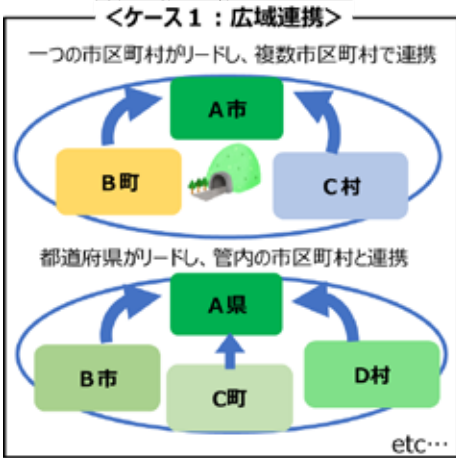 <ケース1：広域連携>
一つの市区町村がリードし、複数市区町村で連携
A市
B町
C村
都道府県がリードし、管内の市区町村と連携
A県
B市
C町
D村
etc…